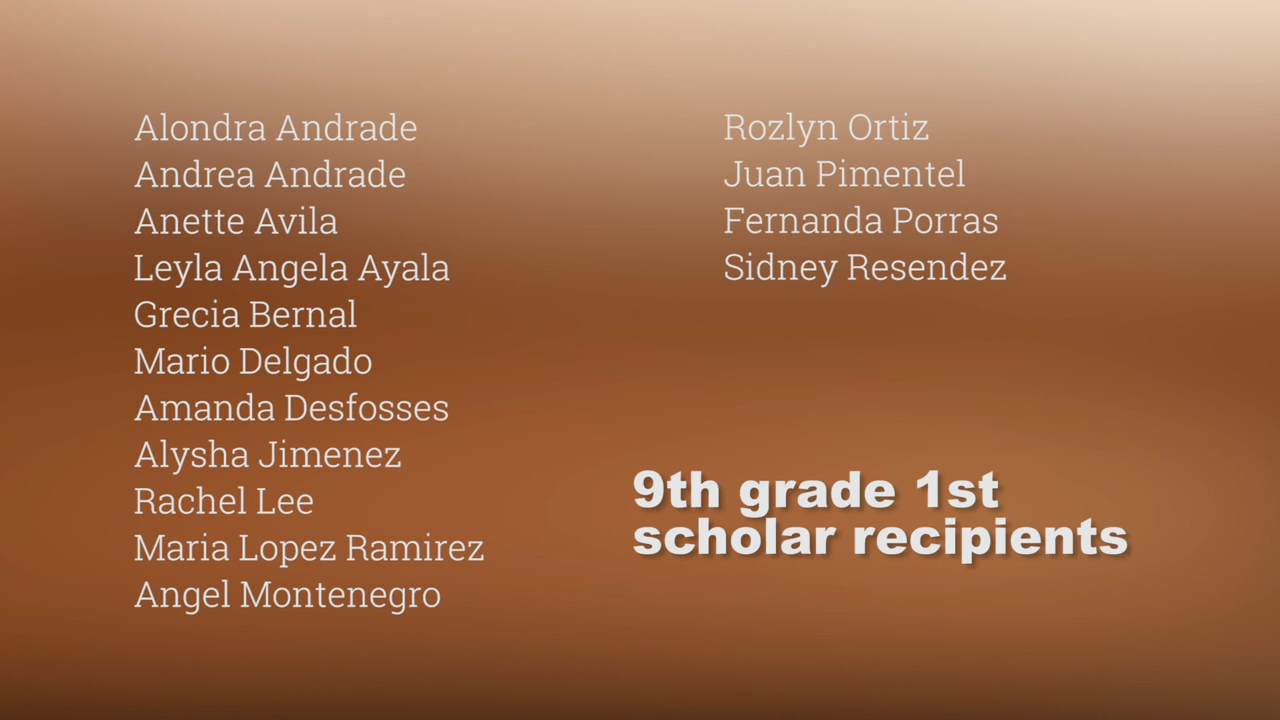 Alondra Andrade
Andrea Andrade
Anette Avila
Leyla Angela Ayala
Grecia Bernal
Mario Delgado
Amanda Desfosses
Alysha Jimenez
Rachel Lee
Maria Lopez Ramirez
Angel Montenegro
Rozlyn Ortiz
Juan Pimentel
Fernanda Porras
Sidney Resendez
9th grade 1st
scholar recipients